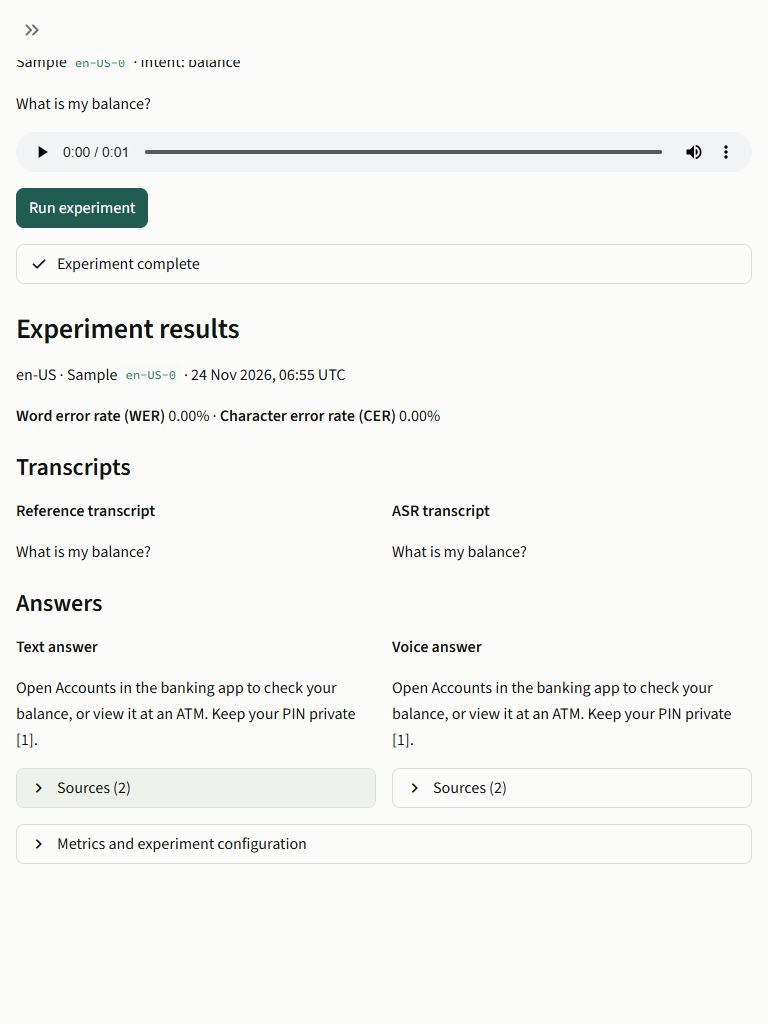 Sample en-US-0 · Intent: balance
What is my balance?
0:00 / 0:01
Run experiment
Experiment complete
Experiment results
en-US · Sample en-US-0 · 24 Nov 2026, 06:55 UTC
Word error rate (WER) 0.00% · Character error rate (CER) 0.00%
Transcripts
Reference transcript
What is my balance?
ASR transcript
What is my balance?
Answers
Text answer
Open Accounts in the banking app to check your
balance, or view it at an ATM. Keep your PIN private
[1].
Sources (2)
Voice answer
Open Accounts in the banking app to check your
balance, or view it at an ATM. Keep your PIN private
[1].
Sources (2)
Metrics and experiment configuration